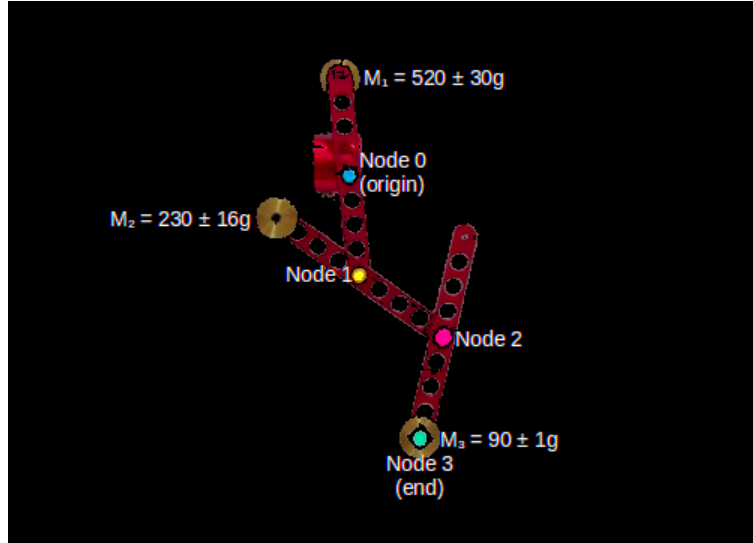 M₁ = 520 ± 30g
Node 0
(origin)
M₂ = 230 ± 16g
Node 1
Node 2
M₃ = 90 ± 1g
Node 3
(end)